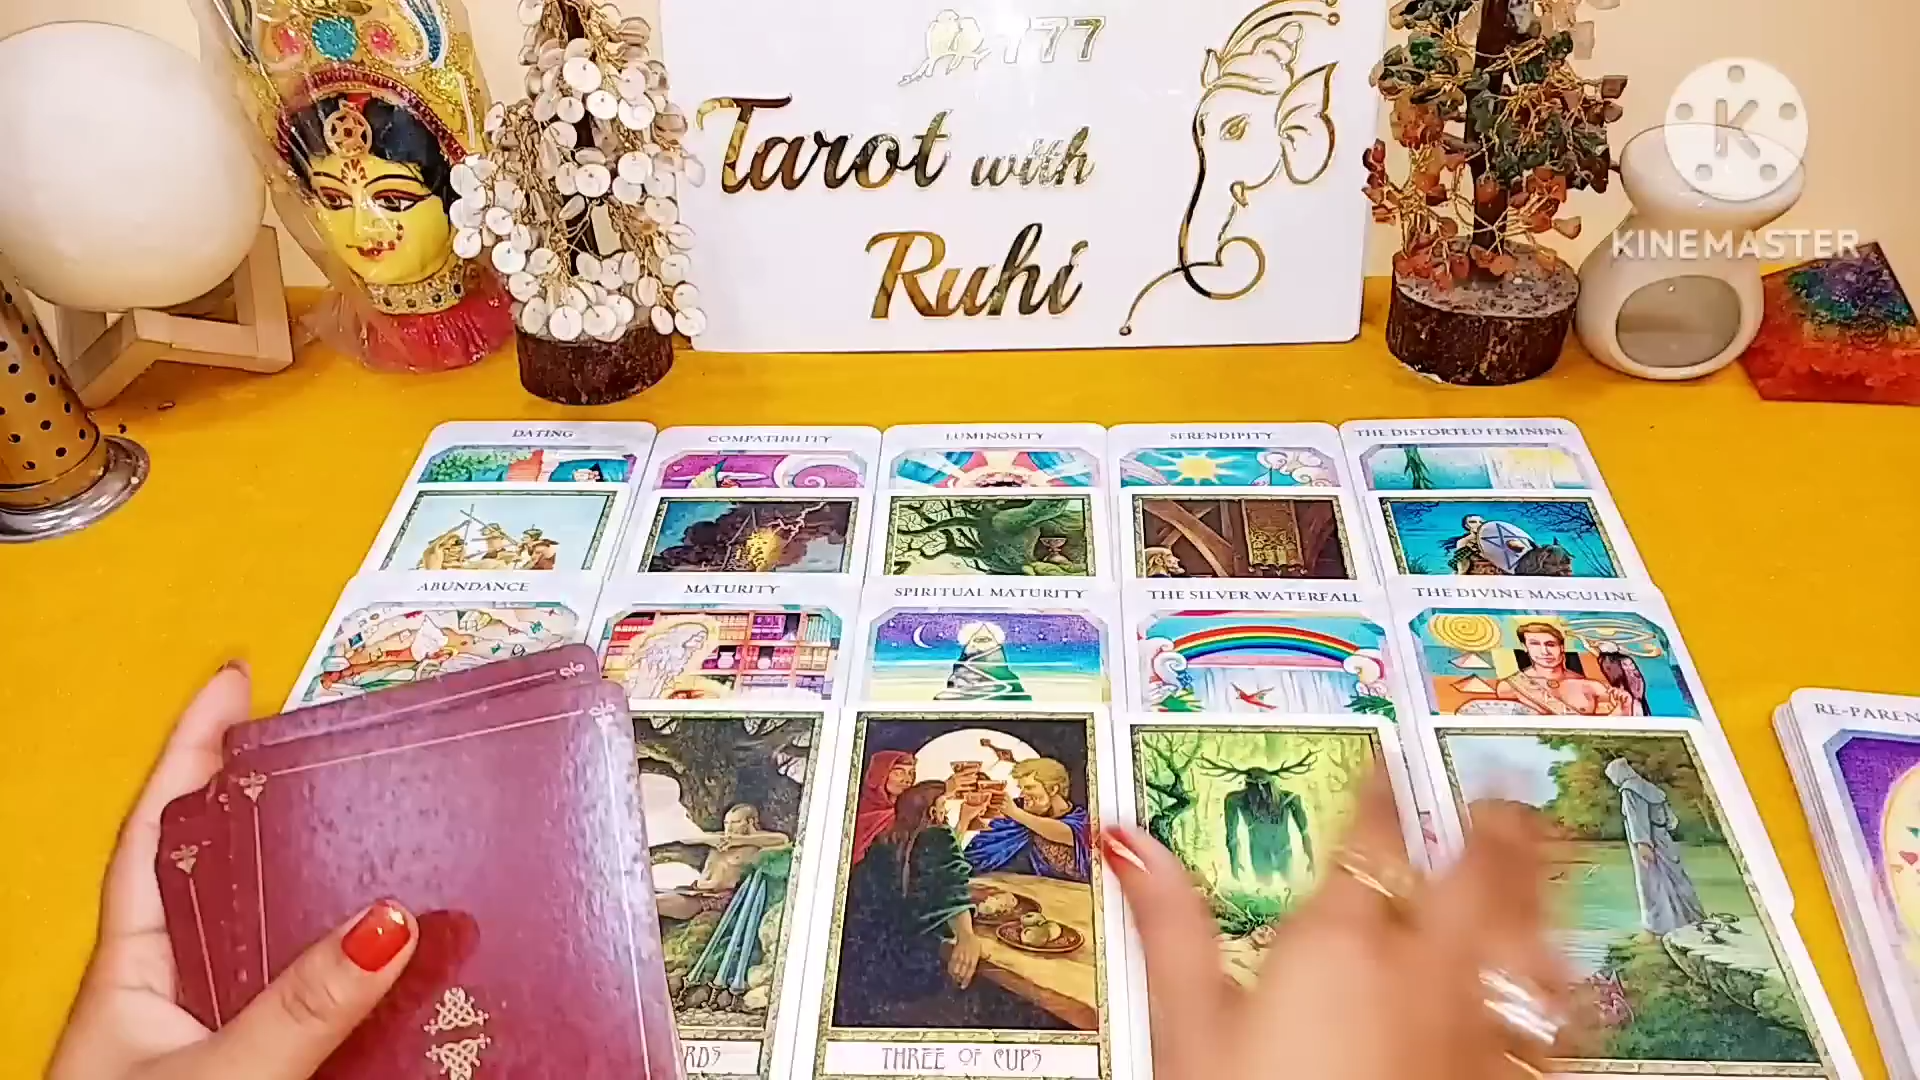 777
Tarot with
Ruhi
K
KINEMASTER
DATING
COMPATIBILITY
LUMINOSITY
SERENDIPITY
THE DISTORTED FEMININE
ABUNDANCE
MATURITY
SPIRITUAL MATURITY
THE SILVER WATERFALL
THE DIVINE MASCULINE
RE-PAREN
RDS
THREE OF CUPS